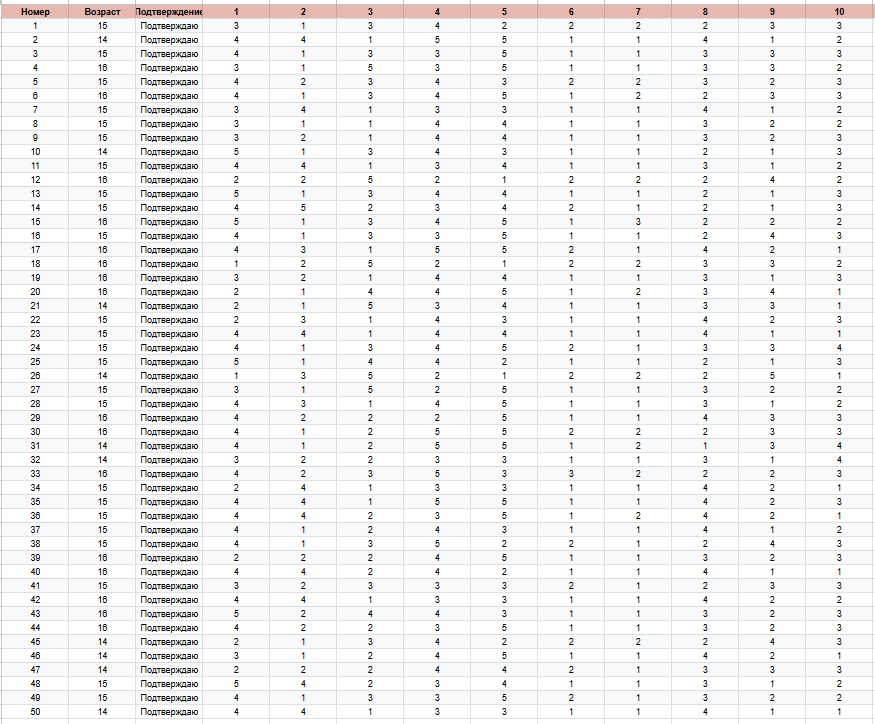 Номер Возраст Подтверждение 1 2 3 4 5 6 7 8 9 10
1 15 Подтверждаю 3 1 3 4 2 2 2 2 3 3
2 14 Подтверждаю 4 4 1 5 5 1 1 4 1 2
3 15 Подтверждаю 4 1 3 3 5 1 1 3 3 3
4 16 Подтверждаю 3 1 5 3 5 1 1 3 3 2
5 15 Подтверждаю 4 2 3 4 3 2 2 3 2 3
6 16 Подтверждаю 4 1 3 4 5 1 2 2 3 3
7 15 Подтверждаю 3 4 1 3 3 1 1 4 1 2
8 15 Подтверждаю 3 1 1 4 4 1 1 3 2 2
9 15 Подтверждаю 3 2 1 4 4 1 1 3 2 3
10 14 Подтверждаю 5 1 3 4 3 1 1 2 1 3
11 15 Подтверждаю 4 4 1 3 4 1 1 3 1 2
12 16 Подтверждаю 2 2 5 2 1 2 2 2 4 2
13 15 Подтверждаю 5 1 3 4 4 1 1 2 1 3
14 15 Подтверждаю 4 5 2 3 4 2 1 2 1 3
15 16 Подтверждаю 5 1 3 4 5 1 3 2 2 2
16 15 Подтверждаю 4 1 3 3 5 1 1 2 4 3
17 16 Подтверждаю 4 3 1 5 5 2 1 4 2 1
18 16 Подтверждаю 1 2 5 2 1 2 2 3 3 2
19 16 Подтверждаю 3 2 1 4 4 1 1 3 1 3
20 16 Подтверждаю 2 1 4 4 5 1 2 3 4 1
21 14 Подтверждаю 2 1 5 3 4 1 1 3 3 1
22 15 Подтверждаю 2 3 1 4 3 1 1 4 2 3
23 15 Подтверждаю 4 4 1 4 4 1 1 4 1 1
24 15 Подтверждаю 4 1 3 4 5 2 1 3 3 4
25 15 Подтверждаю 5 1 4 4 2 1 1 2 1 3
26 14 Подтверждаю 1 3 5 2 1 2 2 2 5 1
27 15 Подтверждаю 3 1 5 2 5 1 1 3 2 2
28 15 Подтверждаю 4 3 1 4 5 1 1 3 1 2
29 16 Подтверждаю 4 2 2 2 5 1 1 4 3 3
30 16 Подтверждаю 4 1 2 5 5 2 2 2 3 3
31 14 Подтверждаю 4 1 2 5 5 1 2 1 3 4
32 14 Подтверждаю 3 2 2 3 3 1 1 3 1 4
33 16 Подтверждаю 4 2 3 5 3 3 2 2 2 3
34 15 Подтверждаю 2 4 1 3 3 1 1 4 2 1
35 15 Подтверждаю 4 4 1 5 5 1 1 4 2 3
36 15 Подтверждаю 4 4 2 3 5 1 2 4 2 1
37 15 Подтверждаю 4 1 2 4 3 1 1 4 1 2
38 15 Подтверждаю 4 1 3 5 2 2 1 2 4 3
39 16 Подтверждаю 2 2 2 4 5 1 1 3 2 3
40 16 Подтверждаю 4 4 2 4 2 1 1 4 1 1
41 15 Подтверждаю 3 2 3 3 3 2 1 2 3 3
42 16 Подтверждаю 4 4 1 3 3 1 1 4 2 2
43 16 Подтверждаю 5 2 4 4 3 1 1 3 2 3
44 16 Подтверждаю 4 2 2 3 5 1 1 3 2 3
45 14 Подтверждаю 2 1 3 4 2 2 2 2 4 3
46 14 Подтверждаю 3 1 2 4 5 1 1 4 2 1
47 14 Подтверждаю 2 2 2 4 4 2 1 3 3 3
48 15 Подтверждаю 5 4 2 3 4 1 1 3 1 2
49 15 Подтверждаю 4 1 3 3 5 2 1 3 2 2
50 14 Подтверждаю 4 4 1 3 3 1 1 4 1 1